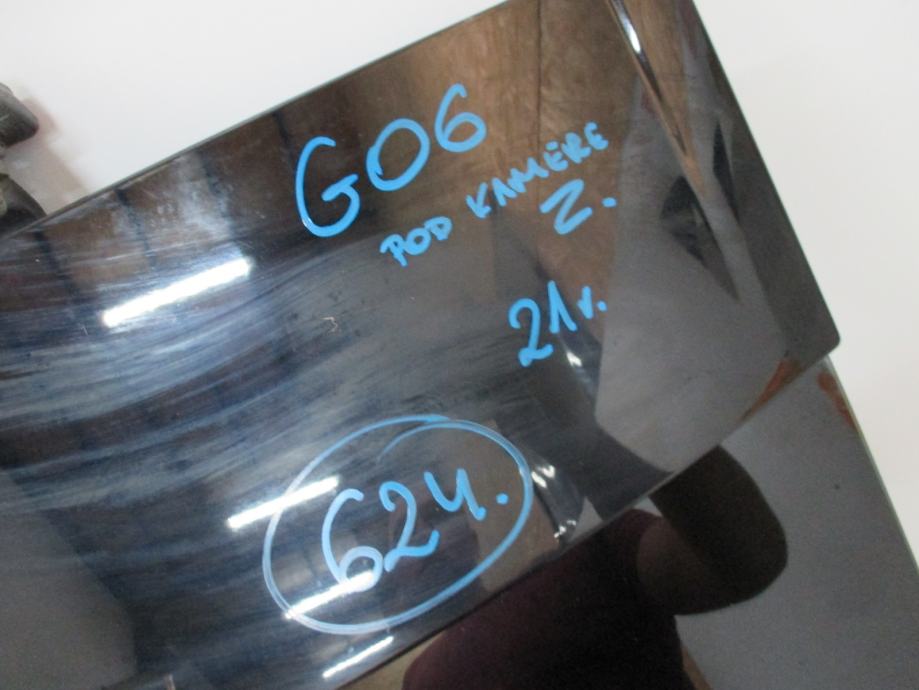 G06
POD KAMERE
Z.
21r.
624.